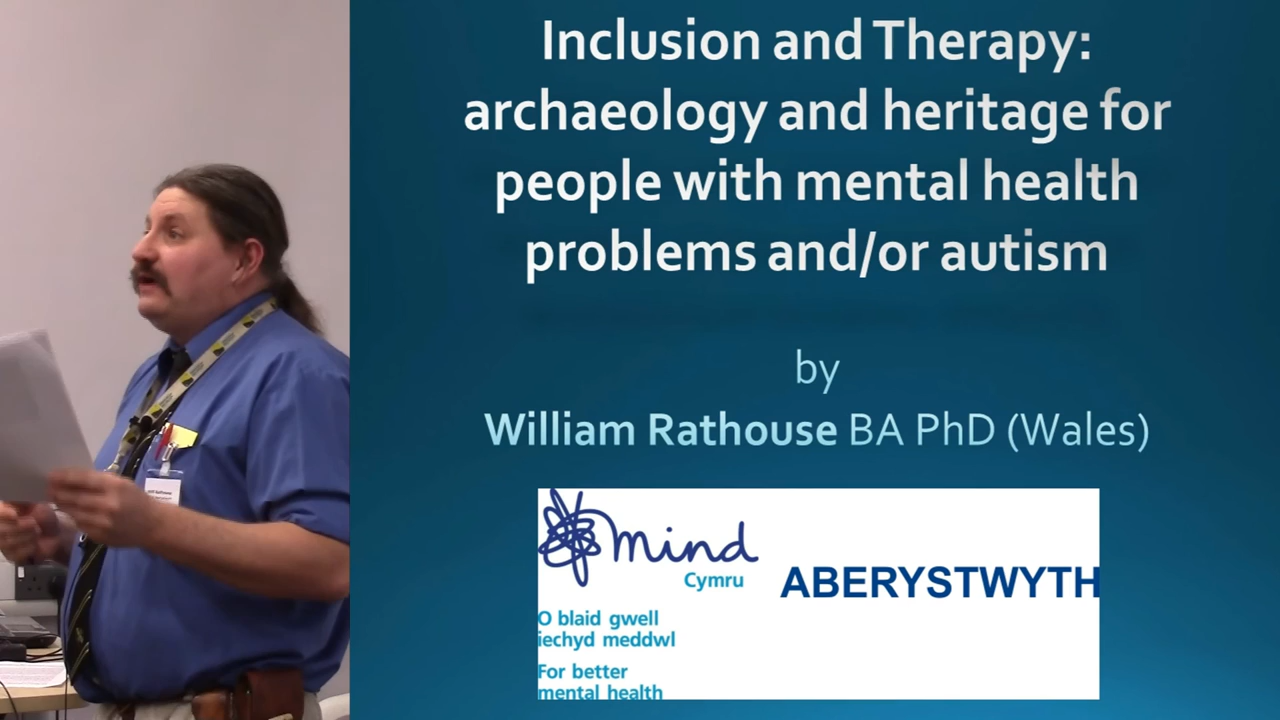 Inclusion and Therapy:
archaeology and heritage for
people with mental health
problems and/or autism
by
William Rathouse BA PhD (Wales)
mind
Cymru
ABERYSTWYTH
O blaid gwell
iechyd meddwl
For better
mental health